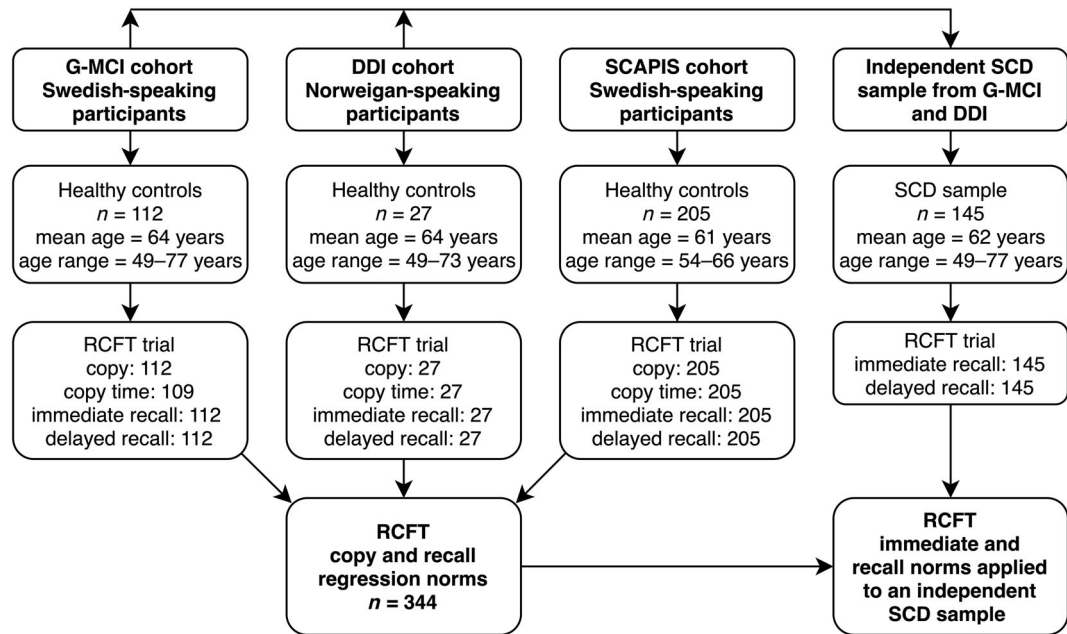 G-MCI cohort
Swedish-speaking
participants
DDI cohort
Norweigan-speaking
participants
SCAPIS cohort
Swedish-speaking
participants
Independent SCD
sample from G-MCI
and DDI
Healthy controls
n = 112
mean age = 64 years
age range = 49–77 years
Healthy controls
n = 27
mean age = 64 years
age range = 49–73 years
Healthy controls
n = 205
mean age = 61 years
age range = 54–66 years
SCD sample
n = 145
mean age = 62 years
age range = 49–77 years
RCFT trial
copy: 112
copy time: 109
immediate recall: 112
delayed recall: 112
RCFT trial
copy: 27
copy time: 27
immediate recall: 27
delayed recall: 27
RCFT trial
copy: 205
copy time: 205
immediate recall: 205
delayed recall: 205
RCFT trial
immediate recall: 145
delayed recall: 145
RCFT
copy and recall
regression norms
n = 344
RCFT
immediate and
recall norms applied
to an independent
SCD sample